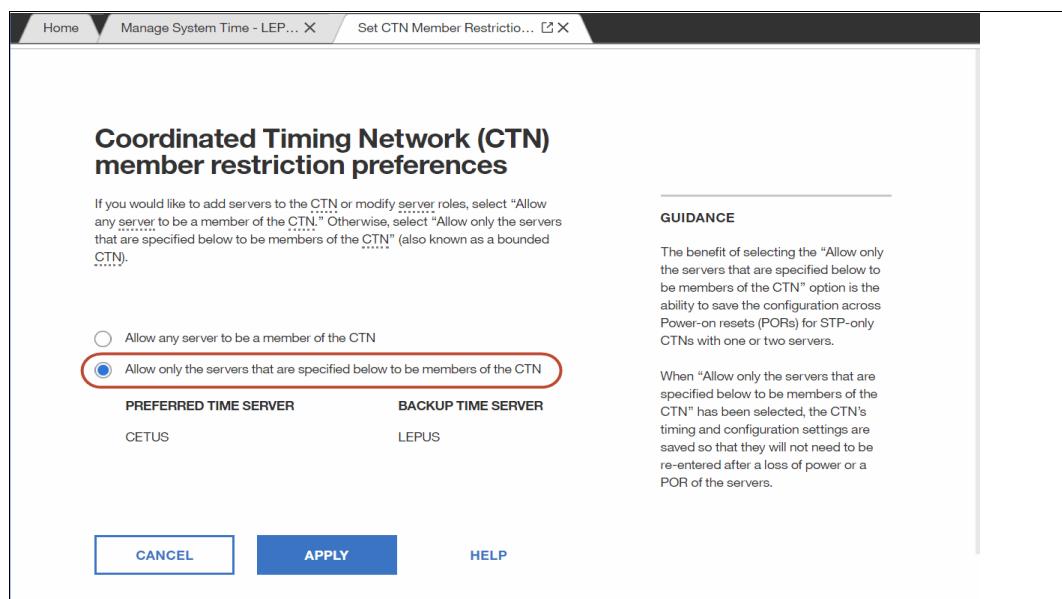 Home
Manage System Time - LEP... X
Set CTN Member Restrictio... X
Coordinated Timing Network (CTN)
member restriction preferences
If you would like to add servers to the CTN or modify server roles, select “Allow
any server to be a member of the CTN.” Otherwise, select “Allow only the servers
that are specified below to be members of the CTN” (also known as a bounded
CTN).
Allow any server to be a member of the CTN
Allow only the servers that are specified below to be members of the CTN
PREFERRED TIME SERVER
BACKUP TIME SERVER
CETUS
LEPUS
CANCEL
APPLY
HELP
GUIDANCE
The benefit of selecting the “Allow only
the servers that are specified below to
be members of the CTN” option is the
ability to save the configuration across
Power-on resets (PORs) for STP-only
CTNs with one or two servers.
When “Allow only the servers that are
specified below to be members of the
CTN” has been selected, the CTN’s
timing and configuration settings are
saved so that they will not need to be
re-entered after a loss of power or a
POR of the servers.